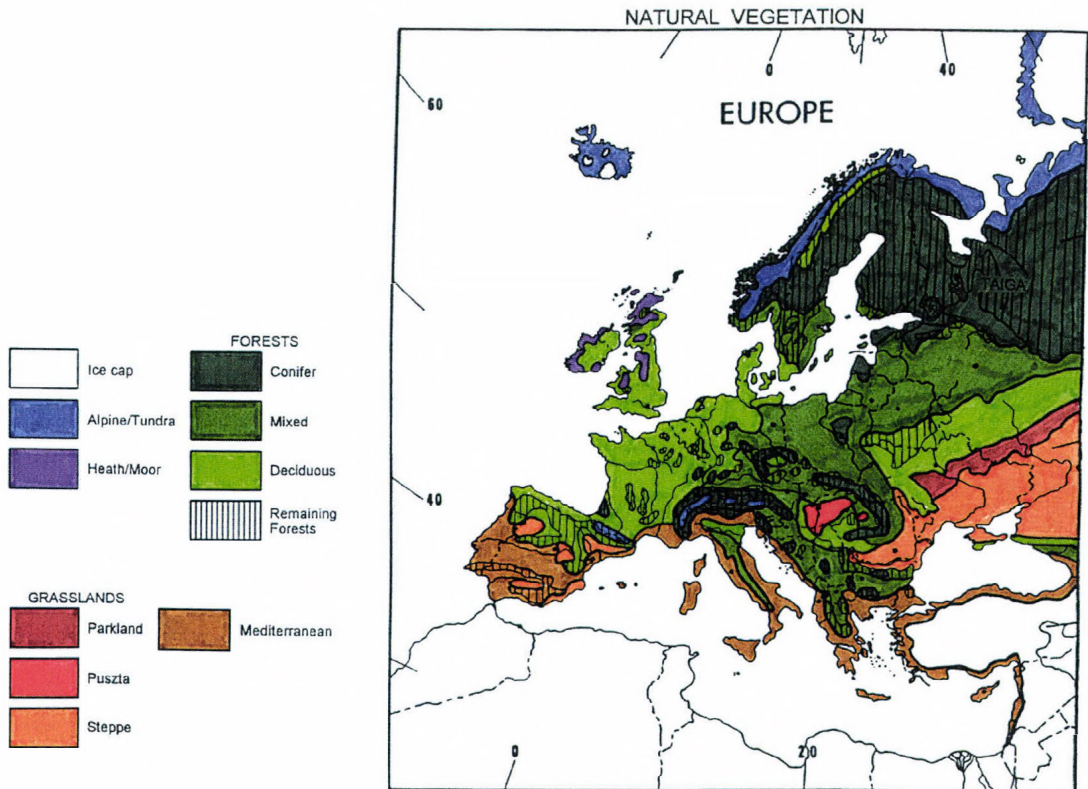 NATURAL VEGETATION
0
40
60
EUROPE
TAIGA
FORESTS
Ice cap
Conifer
Alpine/Tundra
Mixed
Heath/Moor
Deciduous
Remaining
Forests
40
GRASSLANDS
Parkland
Mediterranean
Puszta
Steppe
0
20